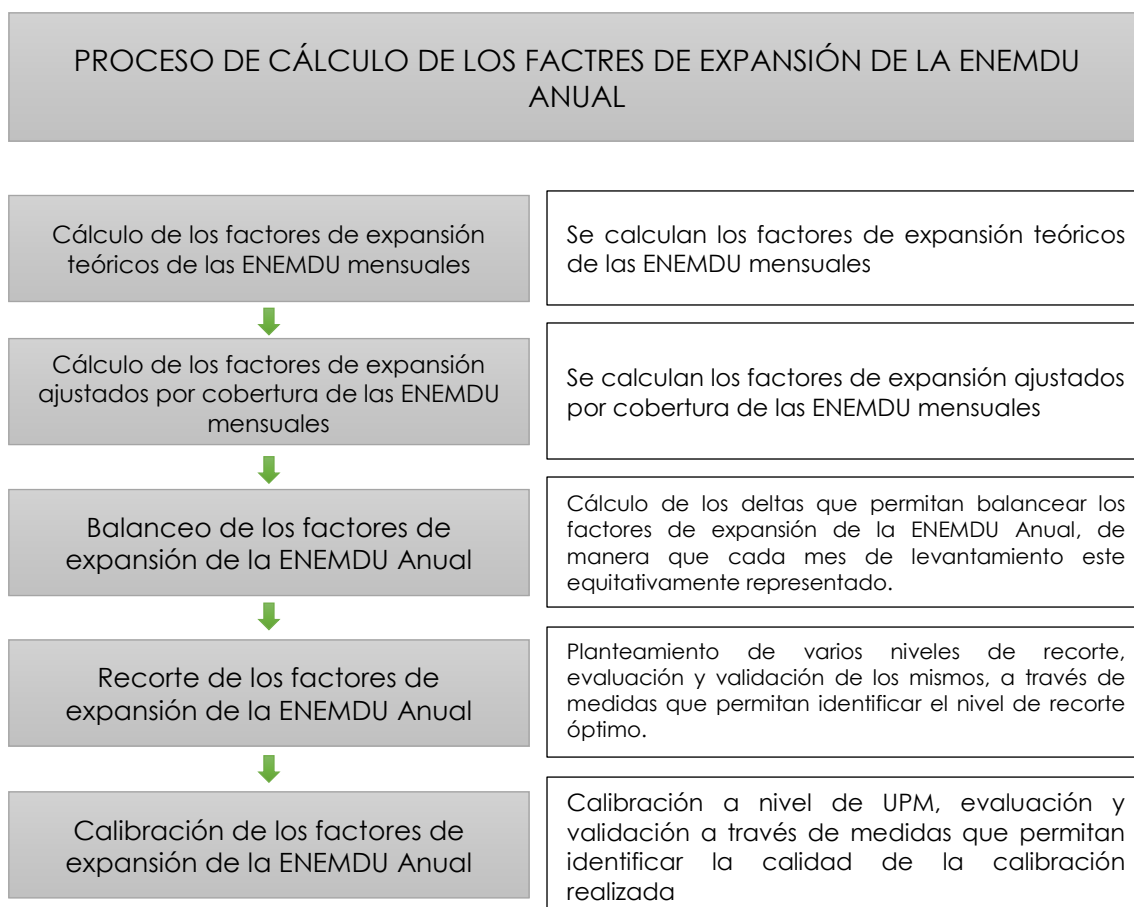 PROCESO DE CÁLCULO DE LOS FACTRES DE EXPANSIÓN DE LA ENEMDU
ANUAL
Cálculo de los factores de expansión
teóricos de las ENEMDU mensuales
Se calculan los factores de expansión teóricos
de las ENEMDU mensuales
Cálculo de los factores de expansión
ajustados por cobertura de las ENEMDU
mensuales
Se calculan los factores de expansión ajustados
por cobertura de las ENEMDU mensuales
Balanceo de los factores de
expansión de la ENEMDU Anual
Cálculo de los deltas que permitan balancear los
factores de expansión de la ENEMDU Anual, de
manera que cada mes de levantamiento este
equitativamente representado.
Recorte de los factores de
expansión de la ENEMDU Anual
Planteamiento de varios niveles de recorte,
evaluación y validación de los mismos, a través de
medidas que permitan identificar el nivel de recorte
óptimo.
Calibración de los factores de
expansión de la ENEMDU Anual
Calibración a nivel de UPM, evaluación y
validación a través de medidas que permitan
identificar la calidad de la calibración
realizada